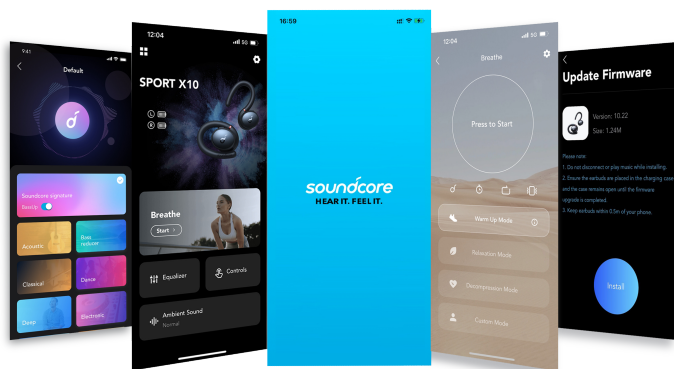 9:41
Default
Soundcore signature
BassUp
Acoustic
Bass
reducer
Classical
Dance
Deep
Electronic
12:04
5G
SPORT X10
L
R
Breathe
Start >
Equalizer
Controls
Ambient Sound
Normal
16:59
soundcore
HEAR IT. FEEL IT.
12:04
5G
Breathe
Press to Start
Warm Up Mode
Relaxation Mode
Decompression Mode
Custom Mode
Update Firmware
Version: 10.22
Size: 1.24M
Please note:
1. Do not disconnect or play music while installing.
2. Ensure the earbuds are placed in the charging case
and the case remains open until the firmware
upgrade is completed.
3. Keep earbuds within 0.5m of your phone.
Install